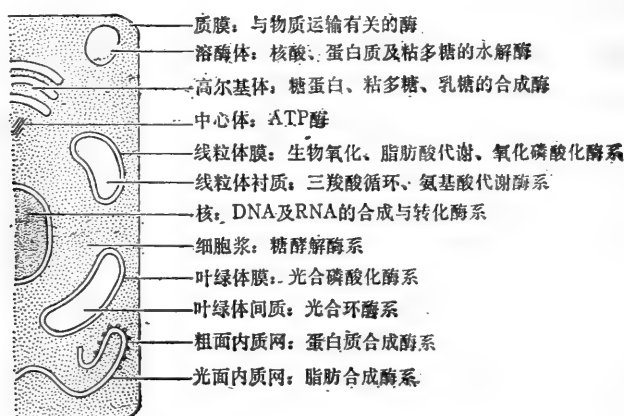 质膜：与物质运输有关的酶
溶酶体：核酸、蛋白质及粘多糖的水解酶
高尔基体：糖蛋白、粘多糖、乳糖的合成酶
中心体：ATP酶
线粒体膜：生物氧化、脂肪酸代谢、氧化磷酸化酶系
线粒体衬质：三羧酸循环、氨基酸代谢酶系
核：DNA及RNA的合成与转化酶系
细胞浆：糖酵解酶系
叶绿体膜：光合磷酸化酶系
叶绿体间质：光合环酶系
粗面内质网：蛋白质合成酶系
光面内质网：脂肪合成酶系